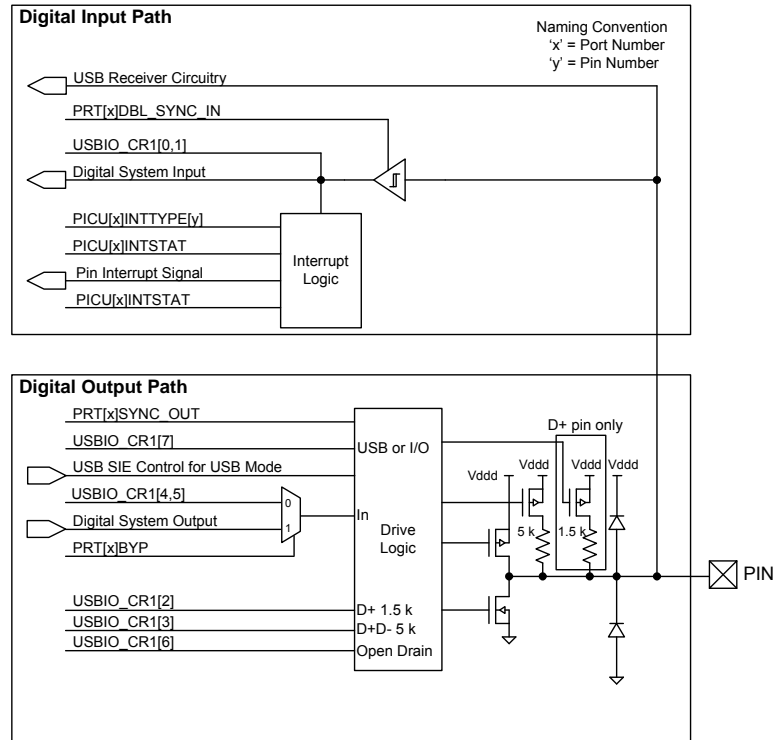 Digital Input Path
Naming Convention
‘x’ = Port Number
‘y’ = Pin Number
USB Receiver Circuitry
PRT[x]DBL_SYNC_IN
USBIO_CR1[0,1]
Digital System Input
PICU[x]INTTYPE[y]
PICU[x]INTSTAT
Pin Interrupt Signal
PICU[x]INTSTAT
Interrupt
Logic
Digital Output Path
PRT[x]SYNC_OUT
USBIO_CR1[7]
USB SIE Control for USB Mode
USBIO_CR1[4,5]
Digital System Output
PRT[x]BYP
0
1
USBIO_CR1[2]
USBIO_CR1[3]
USBIO_CR1[6]
USB or I/O
In
Drive
Logic
D+ 1.5 k
D+D- 5 k
Open Drain
D+ pin only
Vddd
Vddd
Vddd
Vddd
5 k
1.5 k
PIN